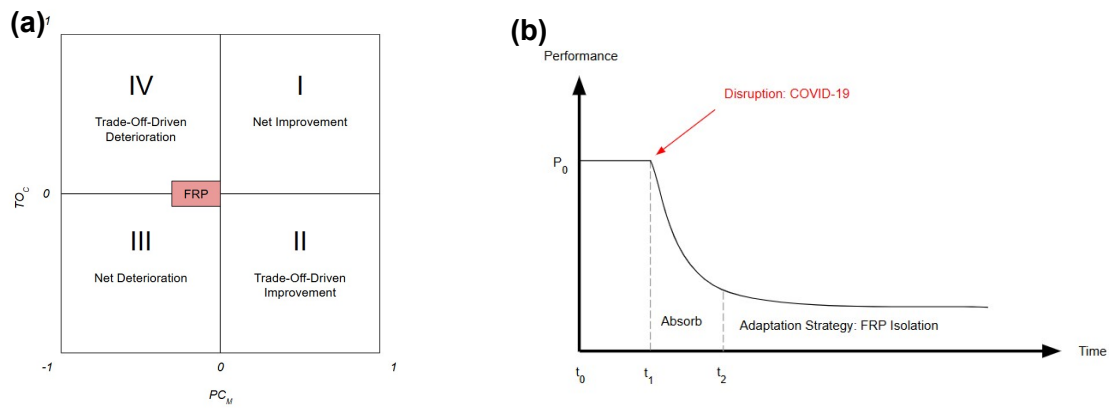 (a)
1
IV
Trade-Off-Driven
Deterioration
I
Net Improvement
TO_C
0
FRP
III
Net Deterioration
II
Trade-Off-Driven
Improvement
-1
0
1
PC_M
(b)
Performance
Disruption: COVID-19
P_0
Absorb
Adaptation Strategy: FRP Isolation
Time
t_0
t_1
t_2